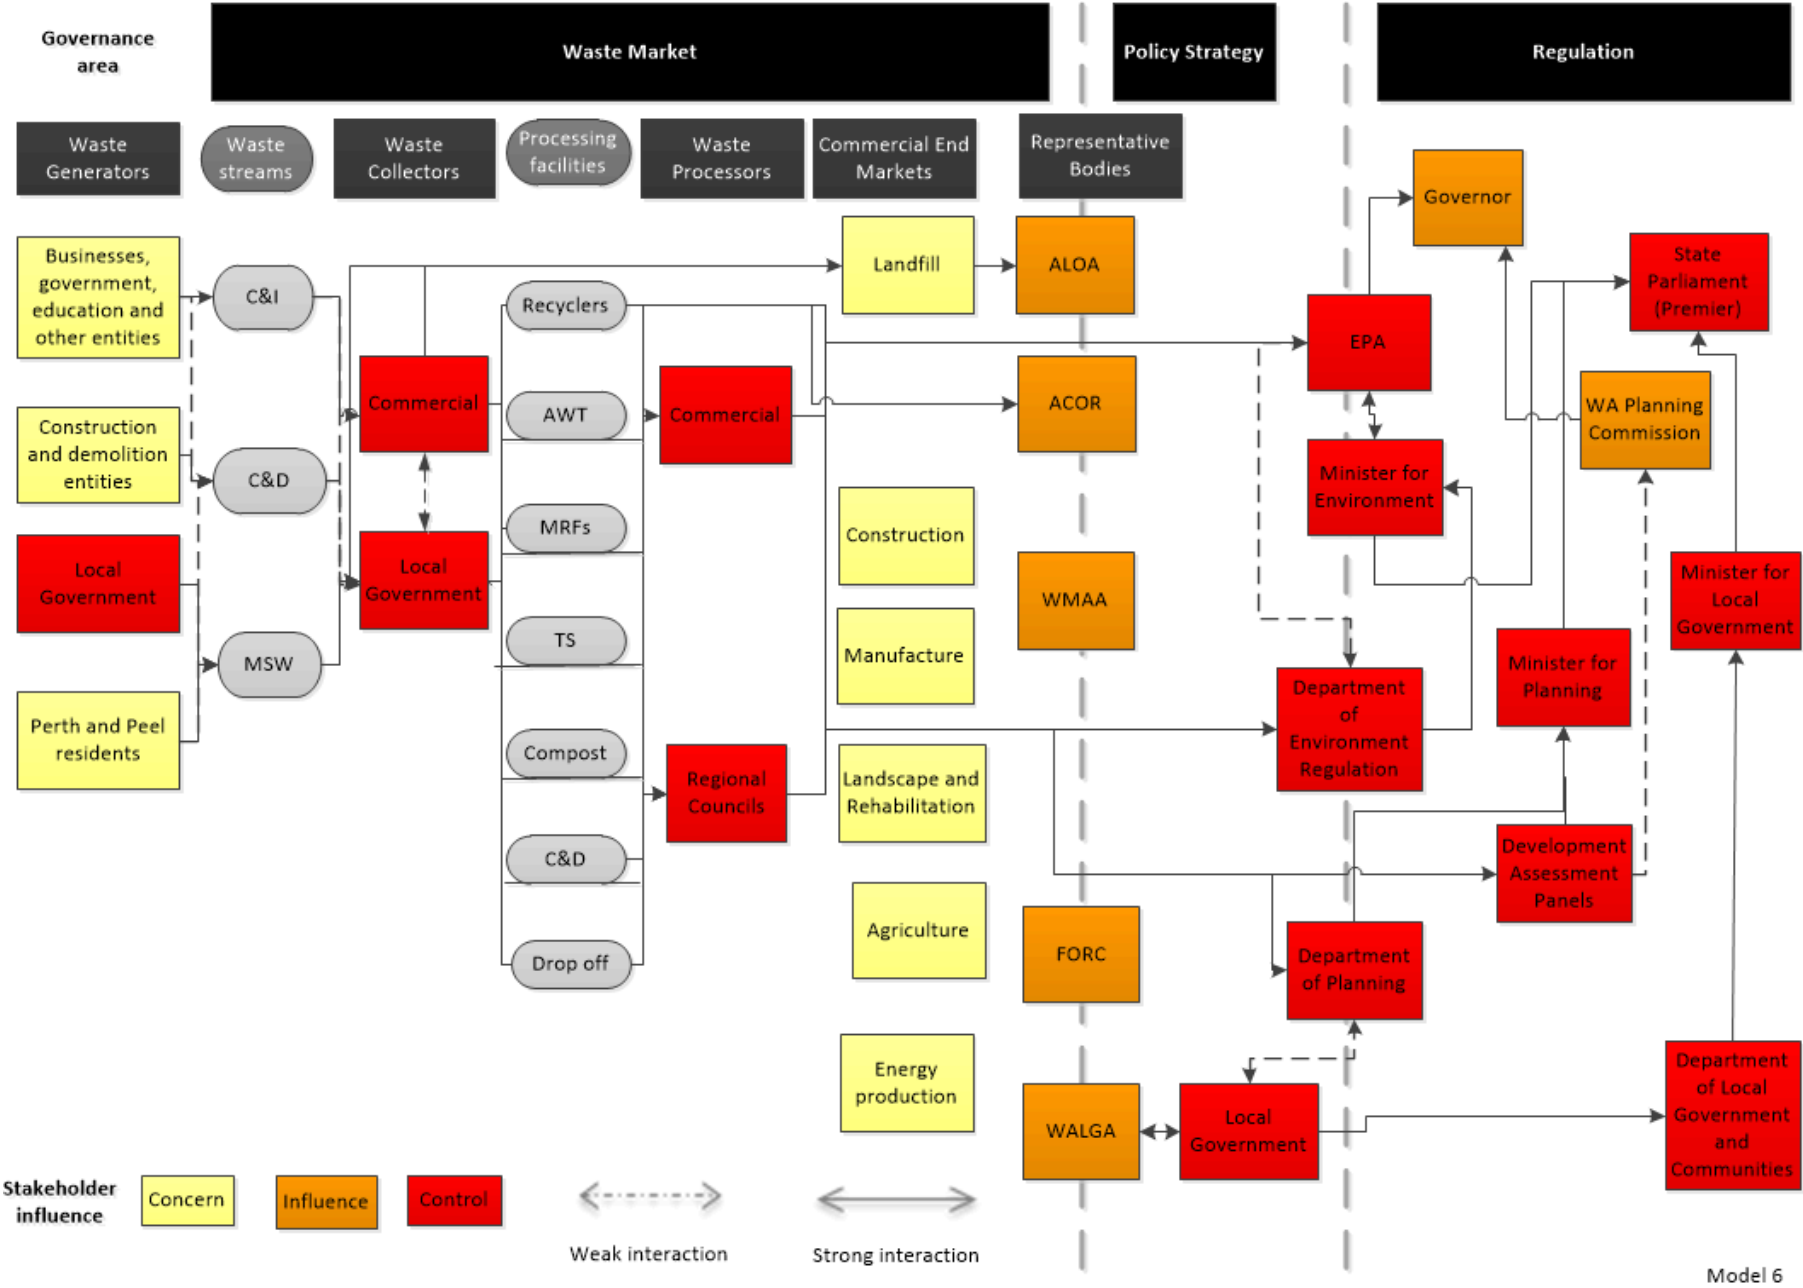 Governance
area
Waste Market
Policy Strategy
Regulation
Waste
Generators
Waste
streams
Waste
Collectors
Processing
facilities
Waste
Processors
Commercial End
Markets
Representative
Bodies
Businesses,
government,
education and
other entities
Construction
and demolition
entities
Local
Government
Perth and Peel
residents
C&I
C&D
MSW
Commercial
Local
Government
Recyclers
AWT
MRFs
TS
Compost
C&D
Drop off
Commercial
Regional
Councils
Landfill
Construction
Manufacture
Landscape and
Rehabilitation
Agriculture
Energy
production
ALOA
ACOR
WMAA
FORC
WALGA
Local
Government
Governor
State
Parliament
(Premier)
EPA
WA Planning
Commission
Minister for
Environment
Minister for
Local
Government
Minister for
Planning
Department
of
Environment
Regulation
Development
Assessment
Panels
Department
of Planning
Department
of Local
Government
and
Communities
Stakeholder
influence
Concern
Influence
Control
Weak interaction
Strong interaction
Model 6